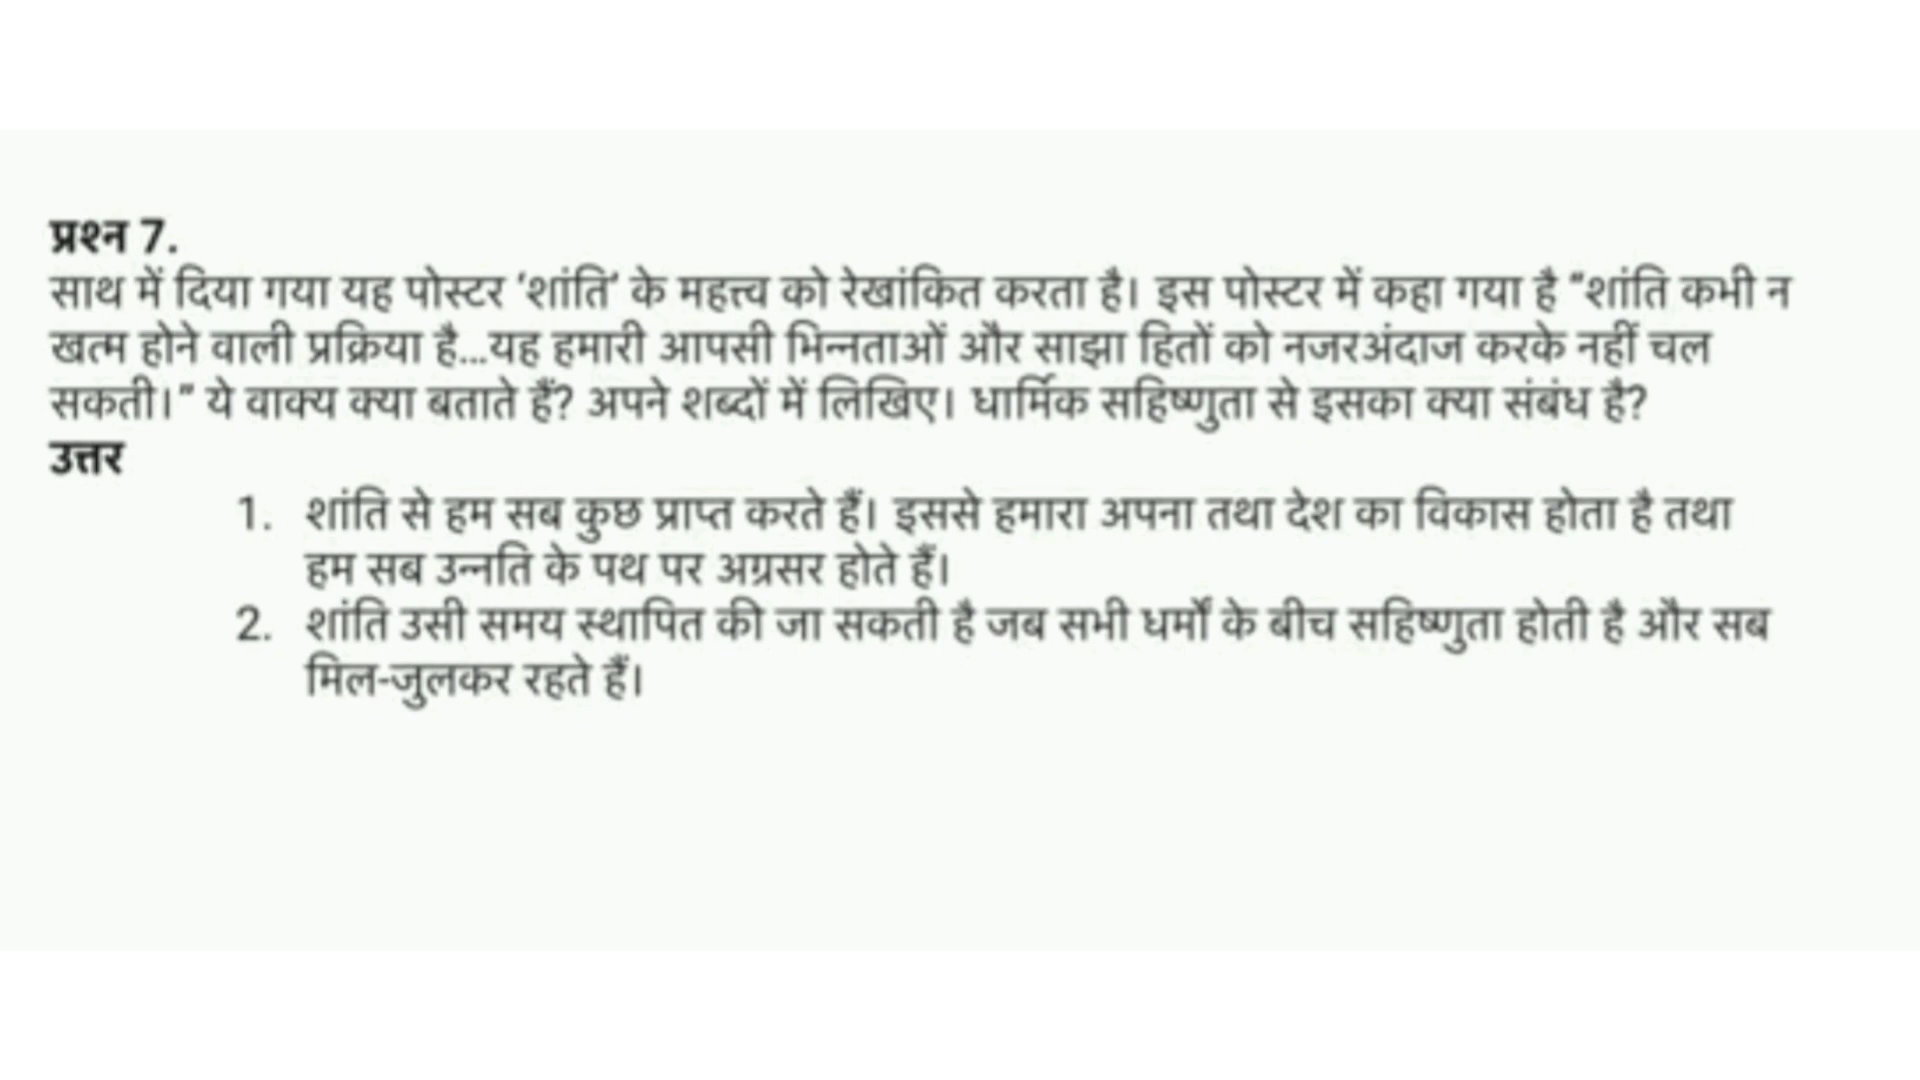 प्रश्न 7.
साथ में दिया गया यह पोस्टर ‘शांति’ के महत्त्व को रेखांकित करता है। इस पोस्टर में कहा गया है “शांति कभी न
खत्म होने वाली प्रक्रिया है...यह हमारी आपसी भिन्नताओं और साझा हितों को नजरअंदाज करके नहीं चल
सकती।” ये वाक्य क्या बताते हैं? अपने शब्दों में लिखिए। धार्मिक सहिष्णुता से इसका क्या संबंध है?
उत्तर
1. शांति से हम सब कुछ प्राप्त करते हैं। इससे हमारा अपना तथा देश का विकास होता है तथा
हम सब उन्नति के पथ पर अग्रसर होते हैं।
2. शांति उसी समय स्थापित की जा सकती है जब सभी धर्मों के बीच सहिष्णुता होती है और सब
मिल-जुलकर रहते हैं।